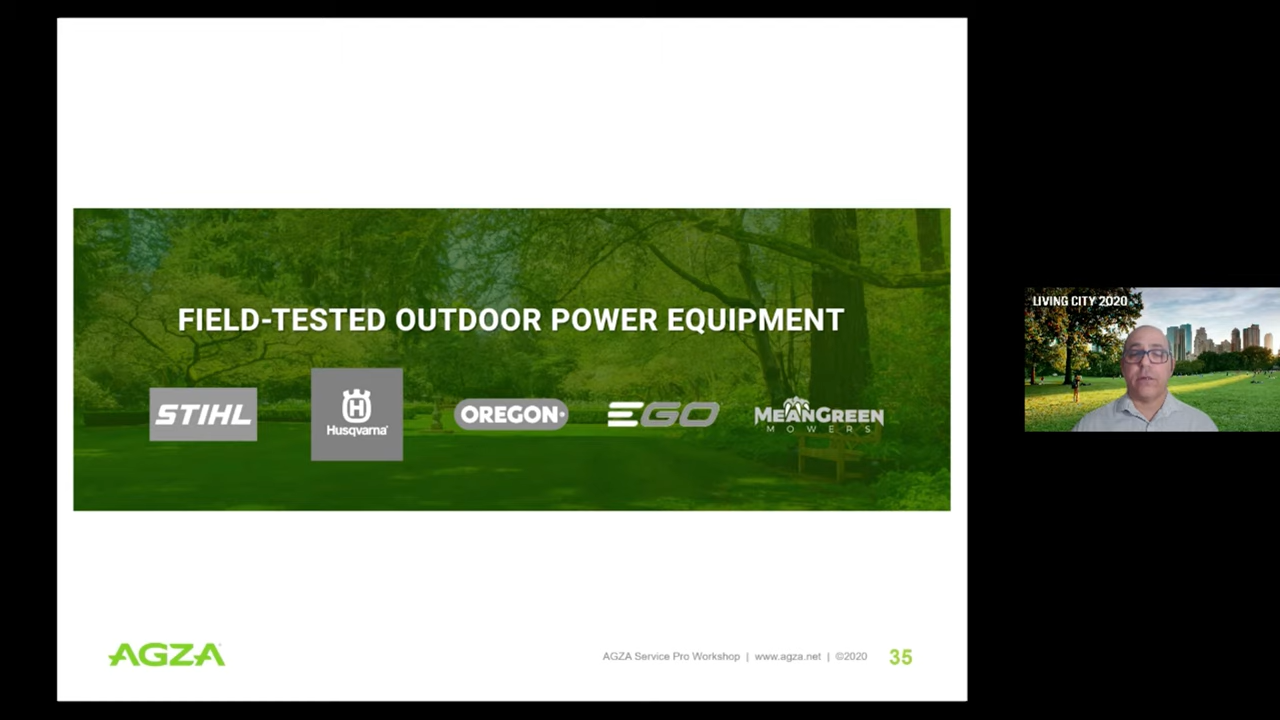 FIELD-TESTED OUTDOOR POWER EQUIPMENT
STIHL
H
Husqvarna
OREGON
EGO
MEANGREEN
MOWERS
LIVING CITY 2020
AGZA
AGZA Service Pro Workshop | www.agza.net | ©2020
35